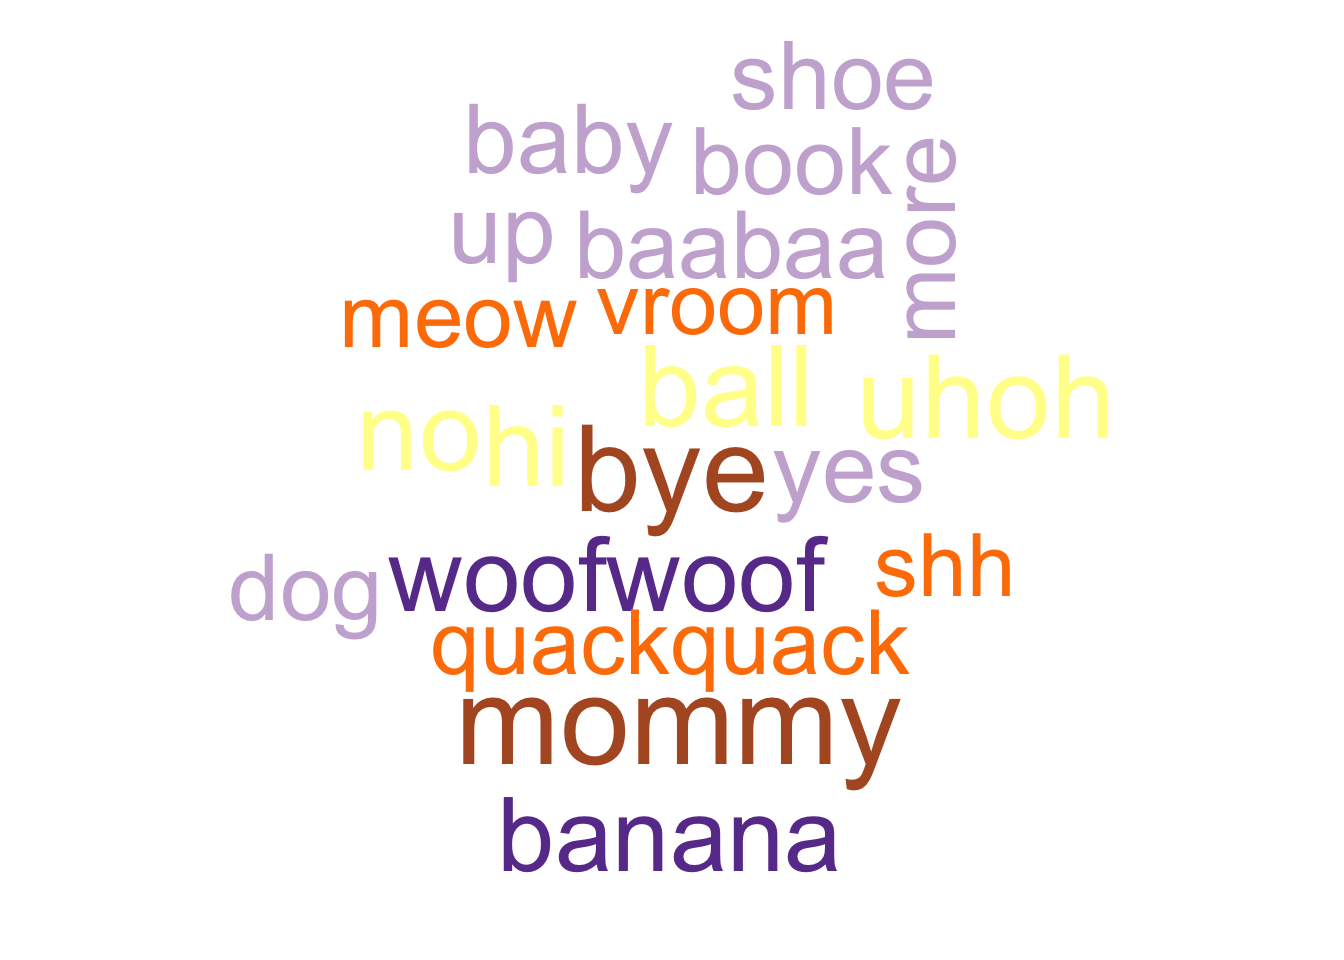 shoe
baby book
more
up baabaa
meow vroom
ball uhoh
no hi
bye yes
dog woofwoof shh
quackquack
mommy
banana